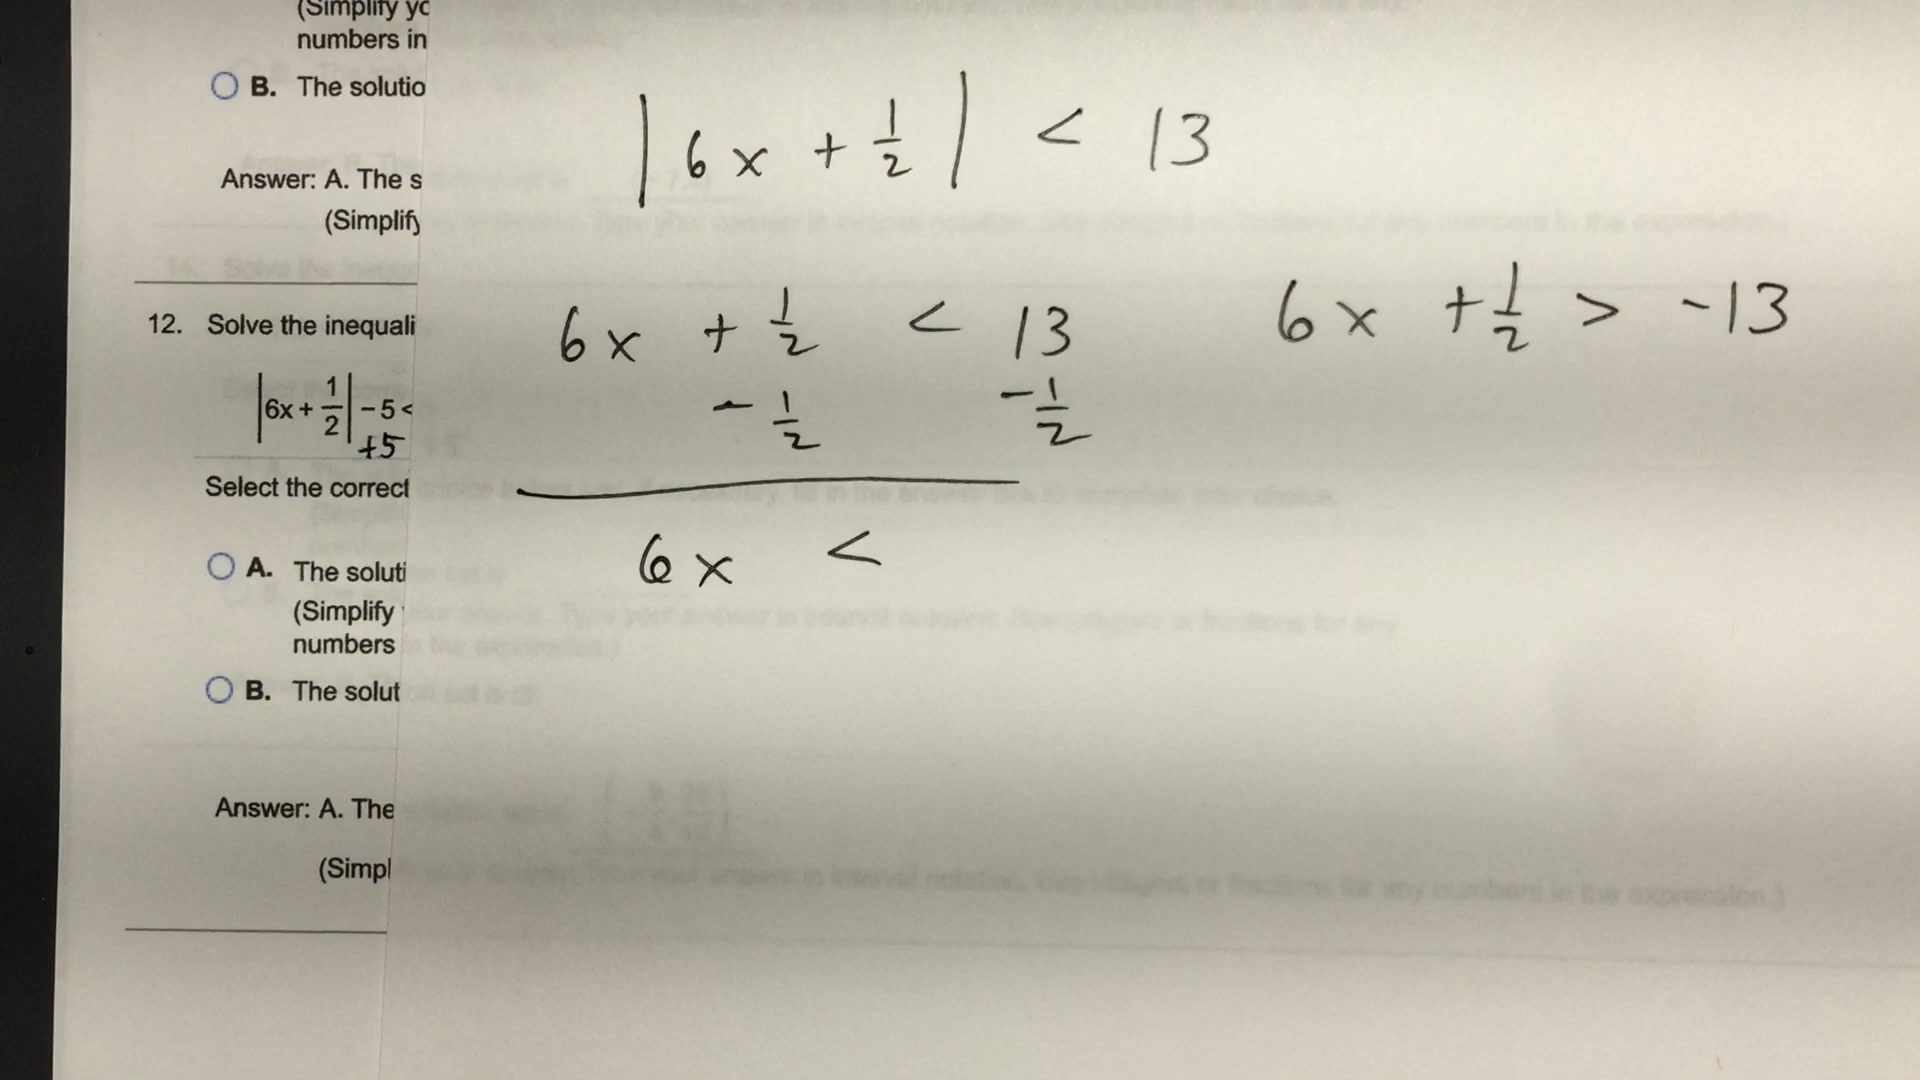 (Simplify yo
numbers in
B. The solutio
Answer: A. The s
(Simplify
|6x + 1/2| < 13
12. Solve the inequali
|6x + 1/2| - 5 <
+5
Select the correct
A. The soluti
(Simplify
numbers
B. The solut
Answer: A. The
(Simpl
6x + 1/2 < 13
- 1/2 - 1/2
6x <
6x + 1/2 > -13